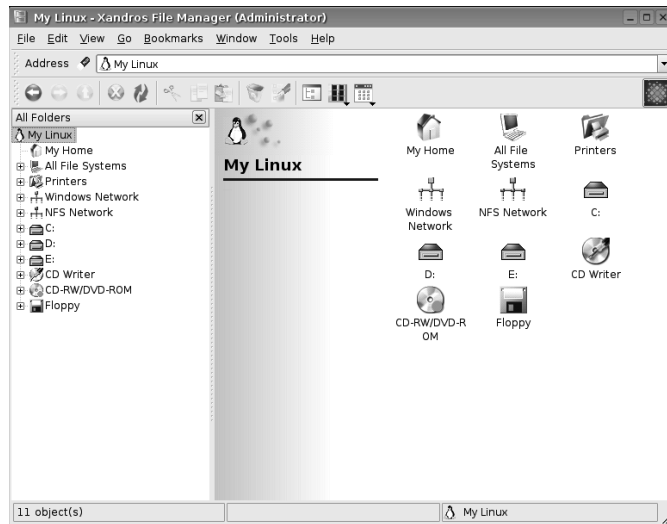 My Linux - Xandros File Manager (Administrator)
File Edit View Go Bookmarks Window Tools Help
Address My Linux
All Folders
My Linux
My Home
All File Systems
Printers
Windows Network
NFS Network
C:
D:
E:
CD Writer
CD-RW/DVD-ROM
Floppy
My Linux
My Home
All File
Systems
Printers
Windows
Network
NFS Network
C:
D:
E:
CD Writer
CD-RW/DVD-R
OM
Floppy
11 object(s)
My Linux